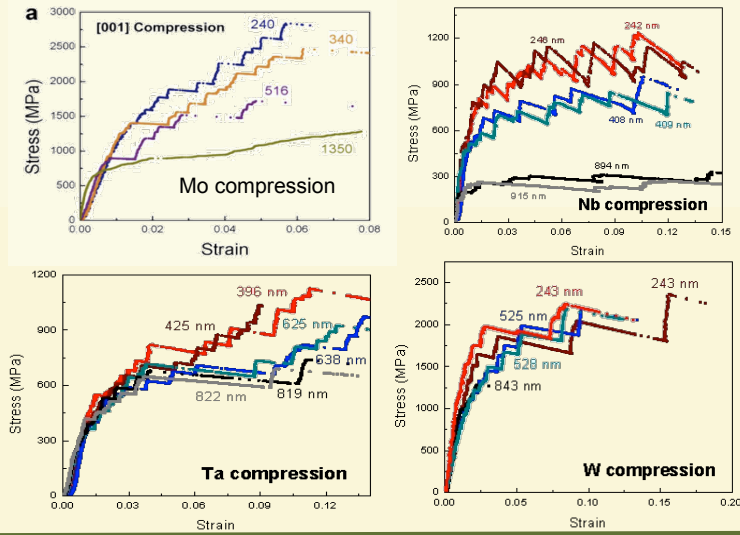 a
[001] Compression
240
340
516
1350
Mo compression
Stress (MPa)
3000
2500
2000
1500
1000
500
0
0.00
0.02
0.04
0.06
0.08
Strain
246 nm
242 nm
408 nm
409 nm
894 nm
915 nm
Nb compression
Stress (MPa)
1200
900
600
300
0
0.00
0.03
0.06
0.09
0.12
0.15
Strain
396 nm
425 nm
625 nm
638 nm
822 nm
819 nm
Ta compression
Stress (MPa)
1200
900
600
300
0
0.00
0.03
0.06
0.09
0.12
Strain
243 nm
243 nm
525 nm
528 nm
843 nm
W compression
Stress (MPa)
2500
2000
1500
1000
500
0
0.00
0.05
0.10
0.15
0.20
Strain